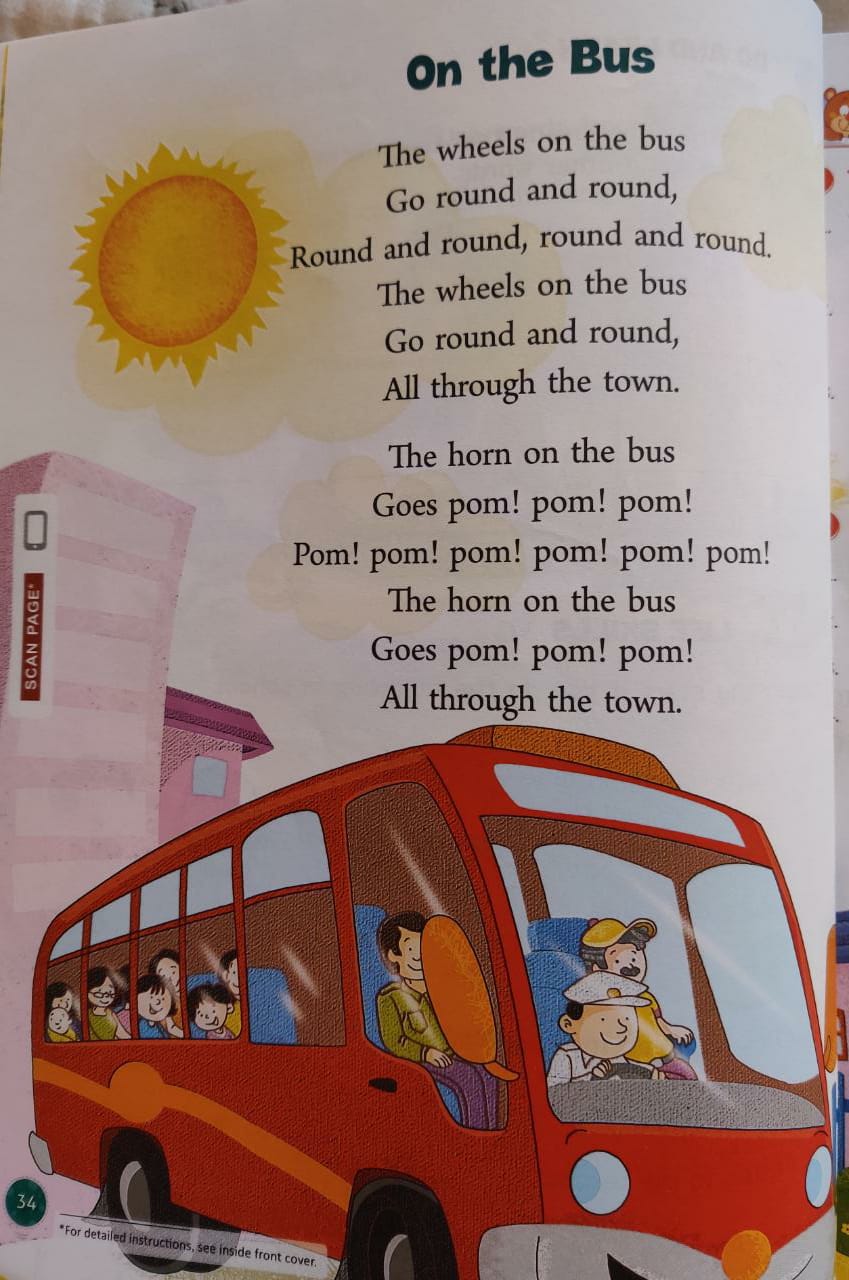 On the Bus
The wheels on the bus
Go round and round,
Round and round, round and round.
The wheels on the bus
Go round and round,
All through the town.
The horn on the bus
Goes pom! pom! pom!
Pom! pom! pom! pom! pom! pom!
The horn on the bus
Goes pom! pom! pom!
All through the town.
SCAN PAGE*
34
*For detailed instructions, see inside front cover.